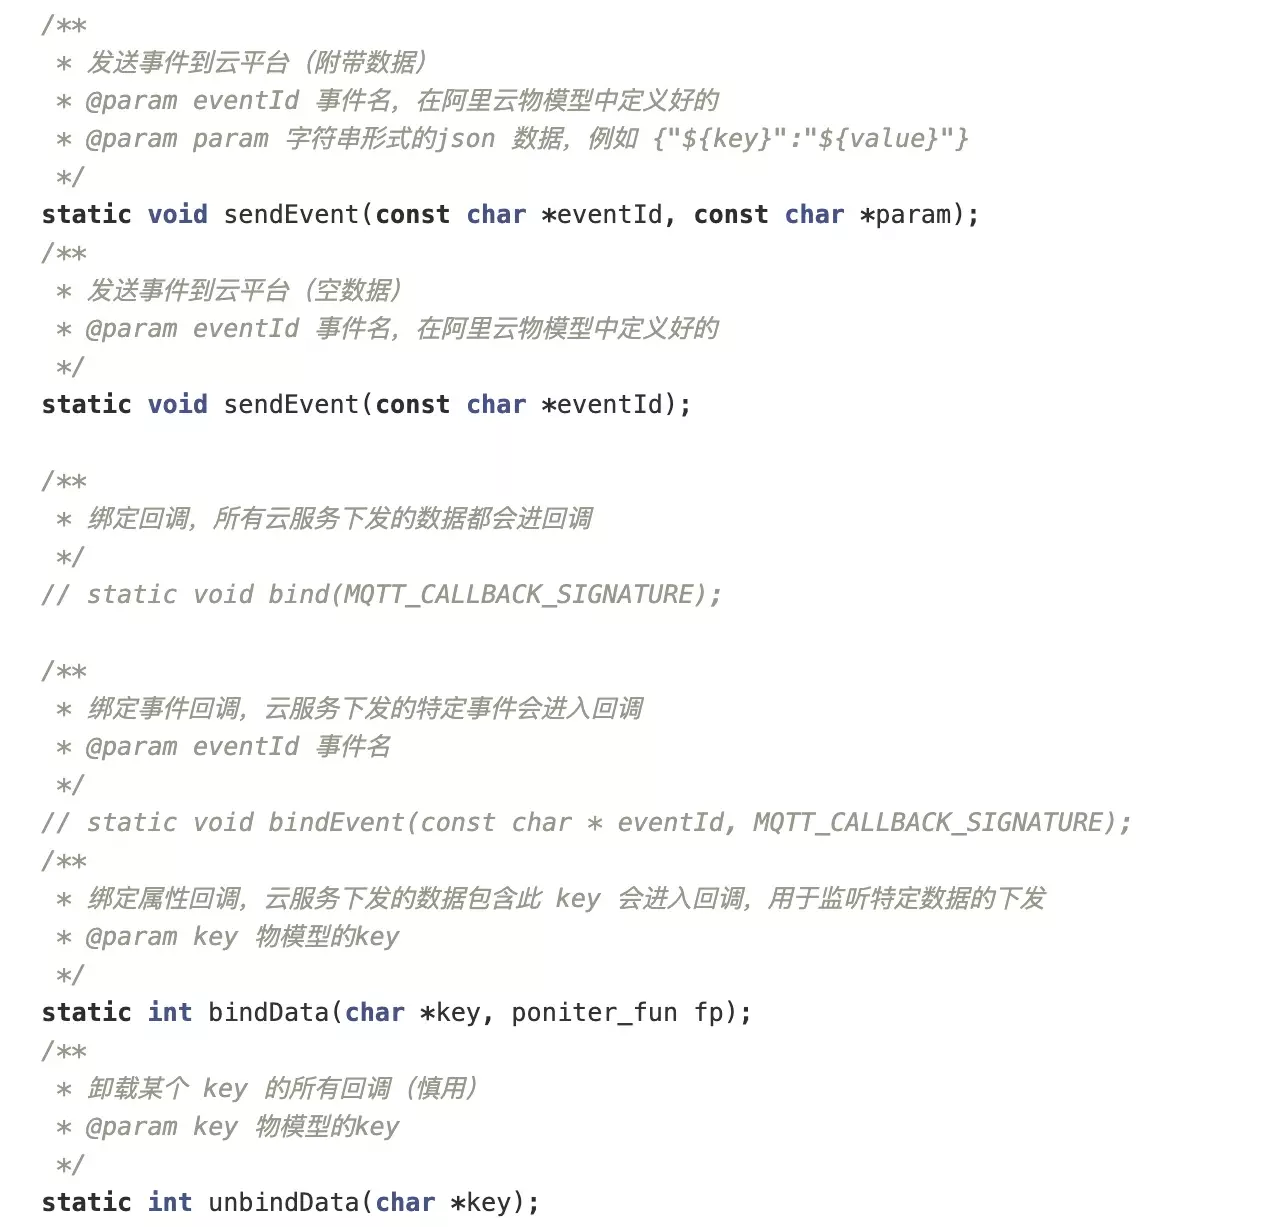 /**
 * 发送事件到云平台（附带数据）
 * @param eventId 事件名，在阿里云物模型中定义好的
 * @param param 字符串形式的json 数据，例如 {"${key}":"${value}"}
 */
static void sendEvent(const char *eventId, const char *param);
/**
 * 发送事件到云平台（空数据）
 * @param eventId 事件名，在阿里云物模型中定义好的
 */
static void sendEvent(const char *eventId);
/**
 * 绑定回调，所有云服务下发的数据都会进回调
 */
// static void bind(MQTT_CALLBACK_SIGNATURE);
/**
 * 绑定事件回调，云服务下发的特定事件会进入回调
 * @param eventId 事件名
 */
// static void bindEvent(const char * eventId, MQTT_CALLBACK_SIGNATURE);
/**
 * 绑定属性回调，云服务下发的数据包含此 key 会进入回调，用于监听特定数据的下发
 * @param key 物模型的key
 */
static int bindData(char *key, poniter_fun fp);
/**
 * 卸载某个 key 的所有回调（慎用）
 * @param key 物模型的key
 */
static int unbindData(char *key);